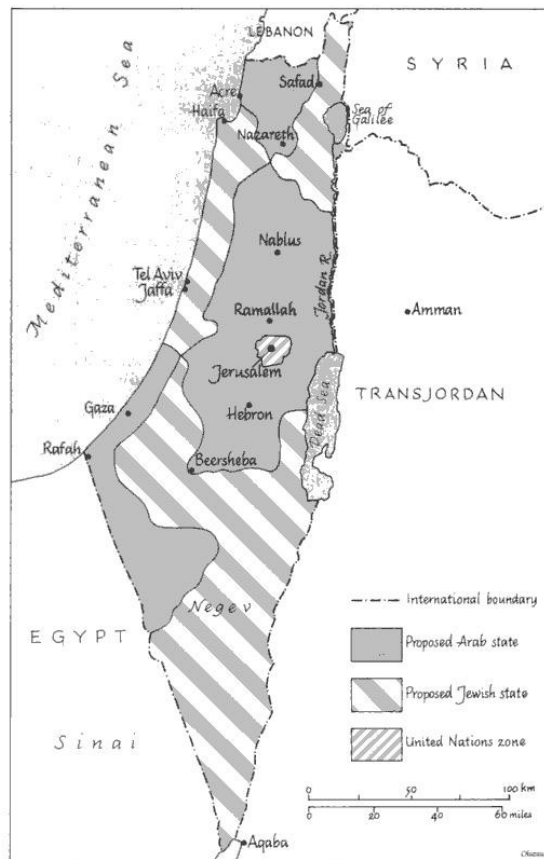 LEBANON
SYRIA
Mediterranean Sea
Acre
Safad
Haifa
Sea of
Galilee
Nazareth
Nablus
Tel Aviv
Jaffa
Jordan R.
Ramallah
Amman
Jerusalem
TRANSJORDAN
Gaza
Hebron
Dead Sea
Rafah
Beersheba
Negev
International boundary
EGYPT
Proposed Arab state
Proposed Jewish state
Sinai
United Nations zone
0 50 100 km
0 20 40 60 miles
Aqaba